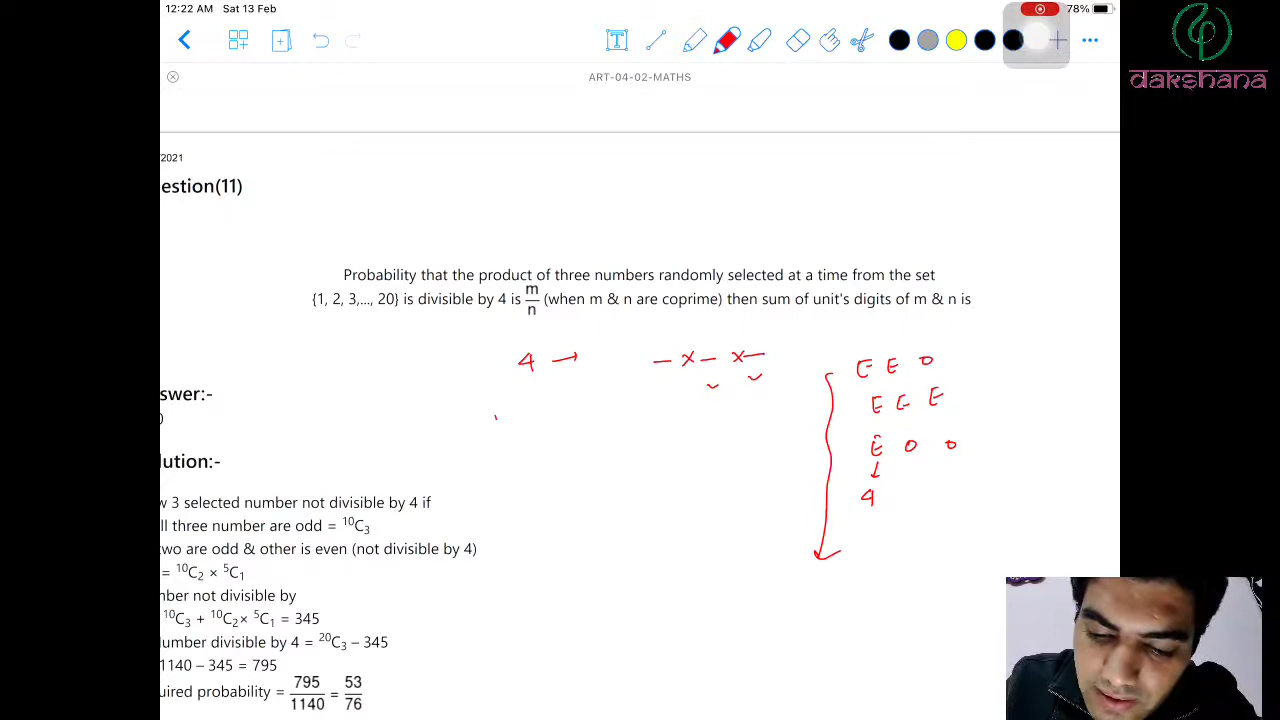 12:22 AM Sat 13 Feb
78%
dakshana
ART-04-02-MATHS
2021
estion(11)
Probability that the product of three numbers randomly selected at a time from the set
{1, 2, 3,..., 20} is divisible by 4 is m/n (when m & n are coprime) then sum of unit's digits of m & n is
4 → — × — × —
E E O
E E E
E O O
↓
4
swer:-
0
lution:-
w 3 selected number not divisible by 4 if
ll three number are odd = ¹⁰C₃
two are odd & other is even (not divisible by 4)
= ¹⁰C₂ × ⁵C₁
nber not divisible by
¹⁰C₃ + ¹⁰C₂× ⁵C₁ = 345
umber divisible by 4 = ²⁰C₃ – 345
1140 – 345 = 795
uired probability = 795/1140 = 53/76